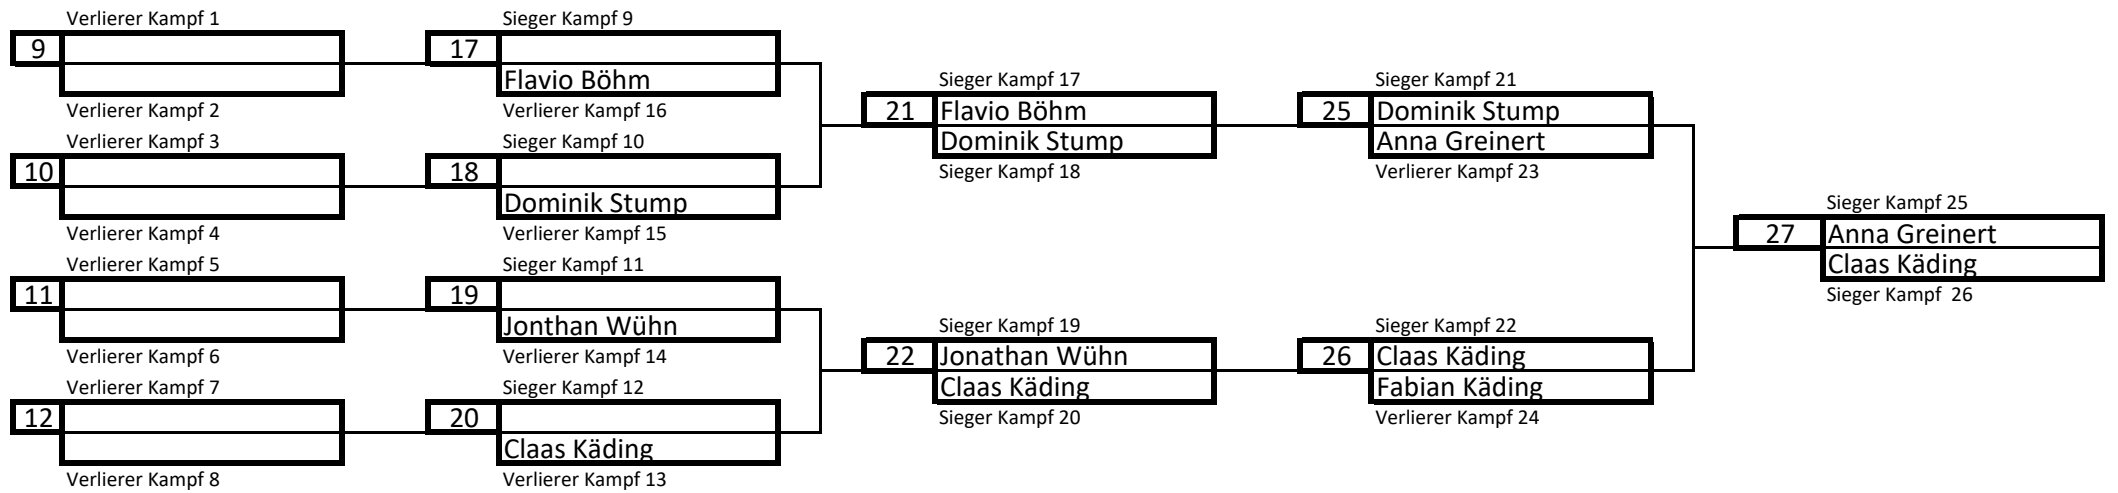 Verlierer Kampf 1
9
Verlierer Kampf 2
Verlierer Kampf 3
10
Verlierer Kampf 4
Verlierer Kampf 5
11
Verlierer Kampf 6
Verlierer Kampf 7
12
Verlierer Kampf 8
Sieger Kampf 9
17
Flavio Böhm
Verlierer Kampf 16
Sieger Kampf 10
18
Dominik Stump
Verlierer Kampf 15
Sieger Kampf 11
19
Jonthan Wühn
Verlierer Kampf 14
Sieger Kampf 12
20
Claas Käding
Verlierer Kampf 13
Sieger Kampf 17
21 Flavio Böhm
Dominik Stump
Sieger Kampf 18
Sieger Kampf 19
22 Jonathan Wühn
Claas Käding
Sieger Kampf 20
Sieger Kampf 21
25 Dominik Stump
Anna Greinert
Verlierer Kampf 23
Sieger Kampf 22
26 Claas Käding
Fabian Käding
Verlierer Kampf 24
Sieger Kampf 25
27 Anna Greinert
Claas Käding
Sieger Kampf 26